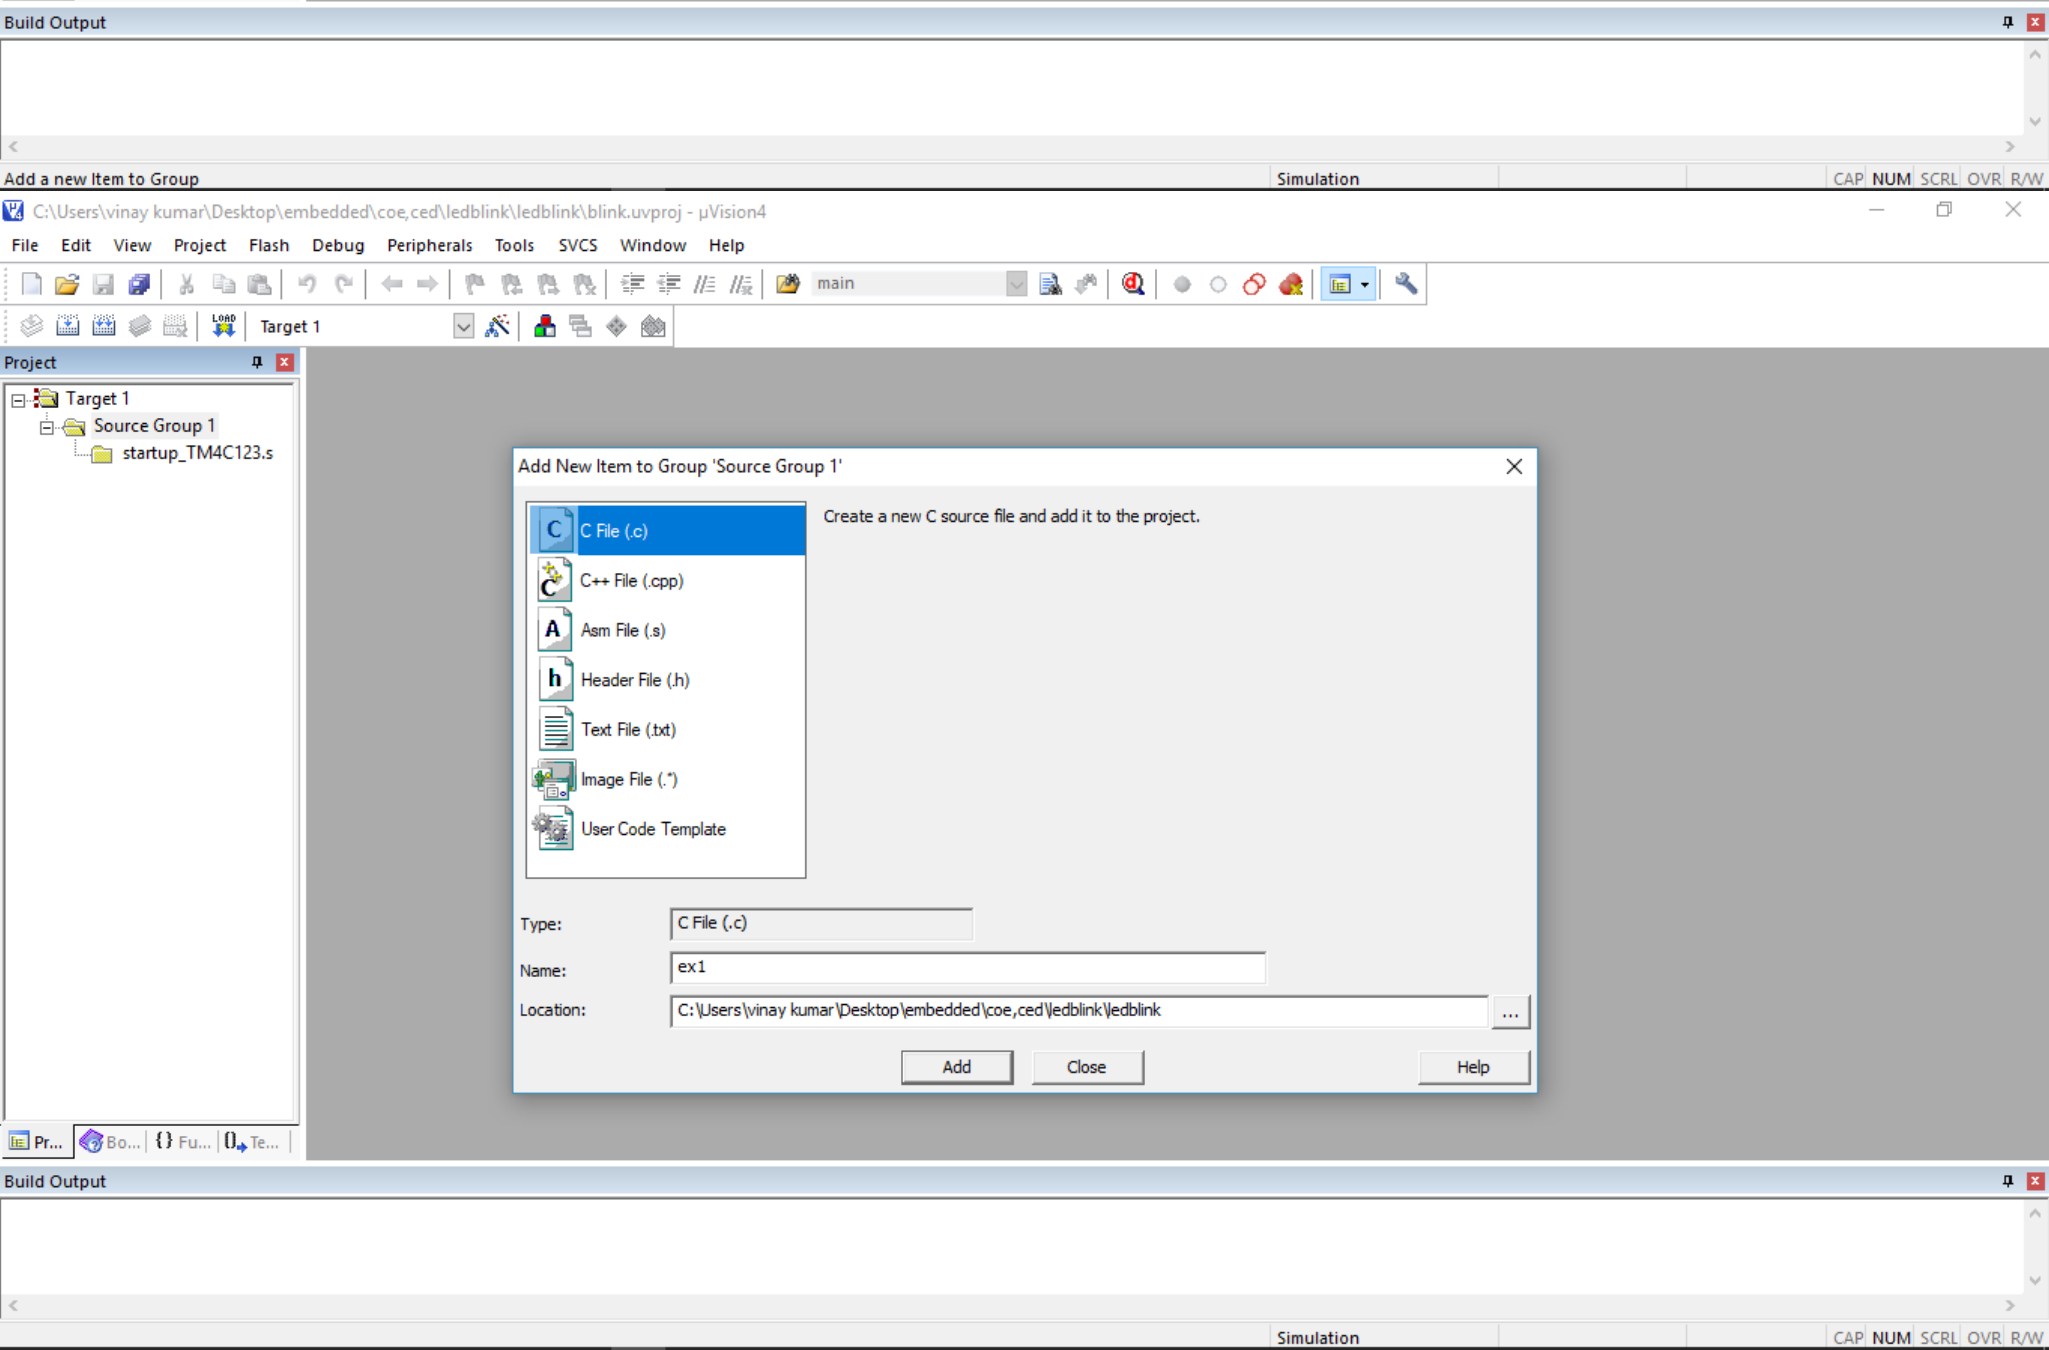 Build Output
Add a new Item to Group Simulation CAP NUM SCRL OVR R/W
C:\Users\vinay kumar\Desktop\embedded\coe,ced\ledblink\ledblink\blink.uvproj - µVision4
File Edit View Project Flash Debug Peripherals Tools SVCS Window Help
main
LOAD Target 1
Project
Target 1
Source Group 1
startup_TM4C123.s
Add New Item to Group 'Source Group 1'
Create a new C source file and add it to the project.
C C File (.c)
C C++ File (.cpp)
A Asm File (.s)
h Header File (.h)
Text File (.txt)
Image File (.*)
User Code Template
Type: C File (.c)
Name: ex1
Location: C:\Users\vinay kumar\Desktop\embedded\coe,ced\ledblink\ledblink ...
Add Close Help
Pr... Bo... {} Fu... 0 Te...
Build Output
Simulation CAP NUM SCRL OVR R/W